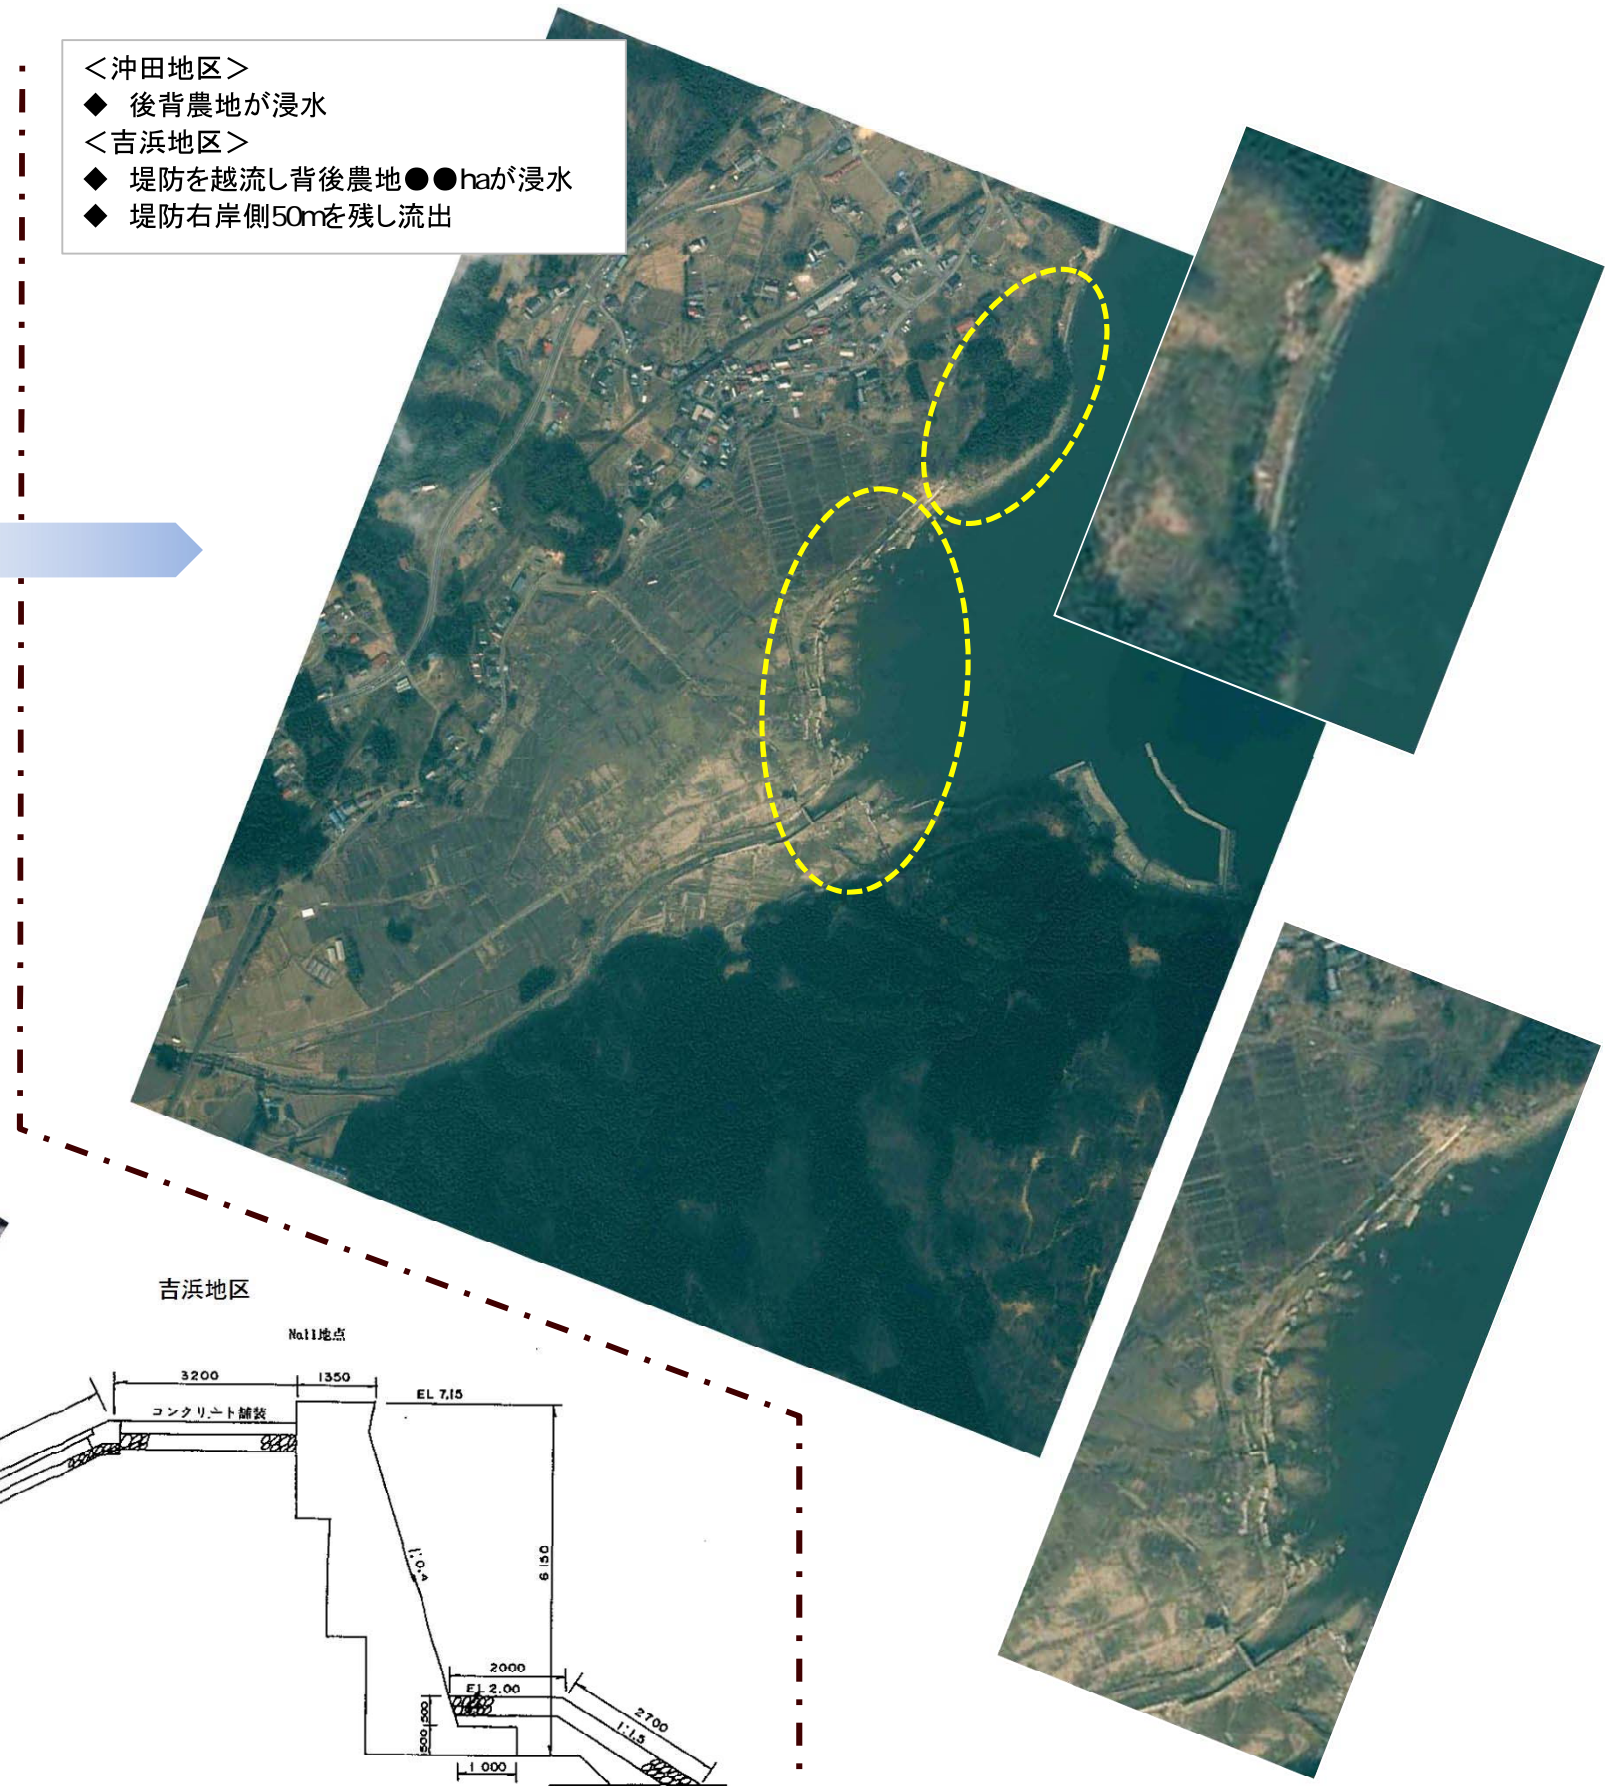 ＜沖田地区＞
◆ 後背農地が浸水
＜吉浜地区＞
◆ 堤防を越流し背後農地●●haが浸水
◆ 堤防右岸側50mを残し流出
吉浜地区
No11地点
3200
1350
EL 7.15
コンクリート舗装
1:0.4
6150
2000
EL 2.00
500
500
2700
1:1.5
1 000